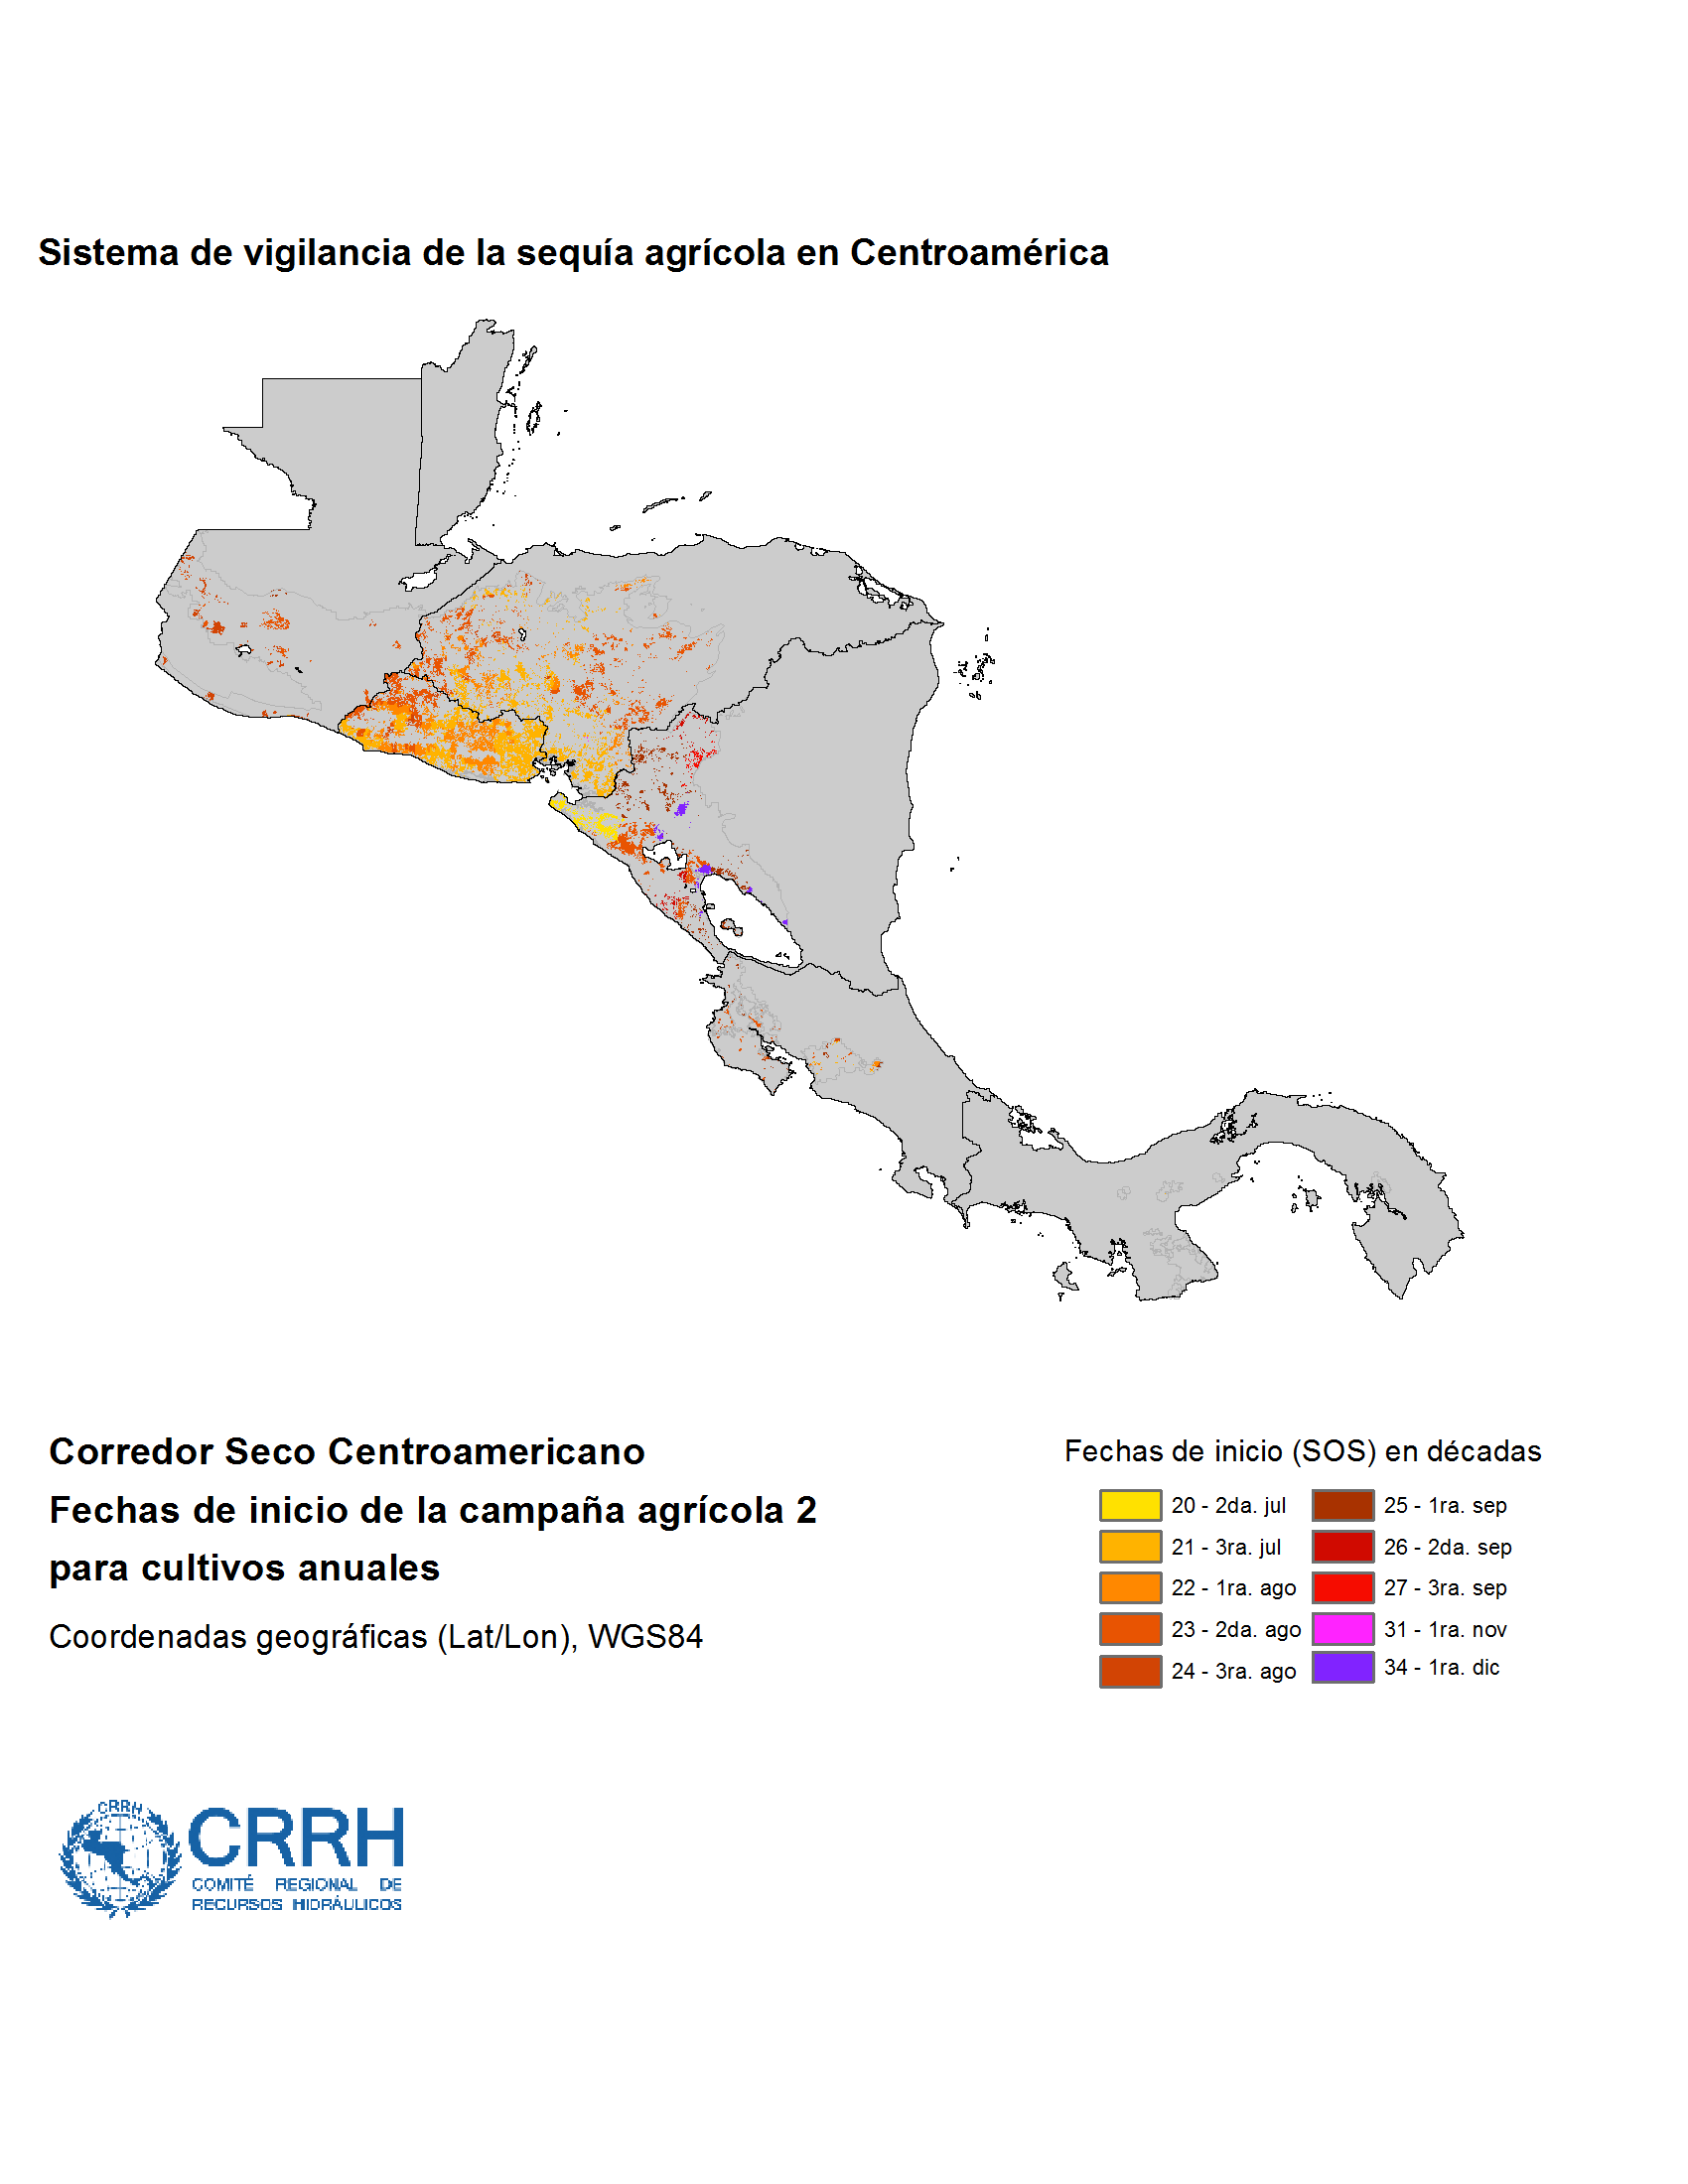 Sistema de vigilancia de la sequía agrícola en Centroamérica
Corredor Seco Centroamericano
Fechas de inicio de la campaña agrícola 2
para cultivos anuales
Coordenadas geográficas (Lat/Lon), WGS84
Fechas de inicio (SOS) en décadas
20 - 2da. jul
21 - 3ra. jul
22 - 1ra. ago
23 - 2da. ago
24 - 3ra. ago
25 - 1ra. sep
26 - 2da. sep
27 - 3ra. sep
31 - 1ra. nov
34 - 1ra. dic
CRRH
CRRH
COMITÉ REGIONAL DE
RECURSOS HIDRÁULICOS